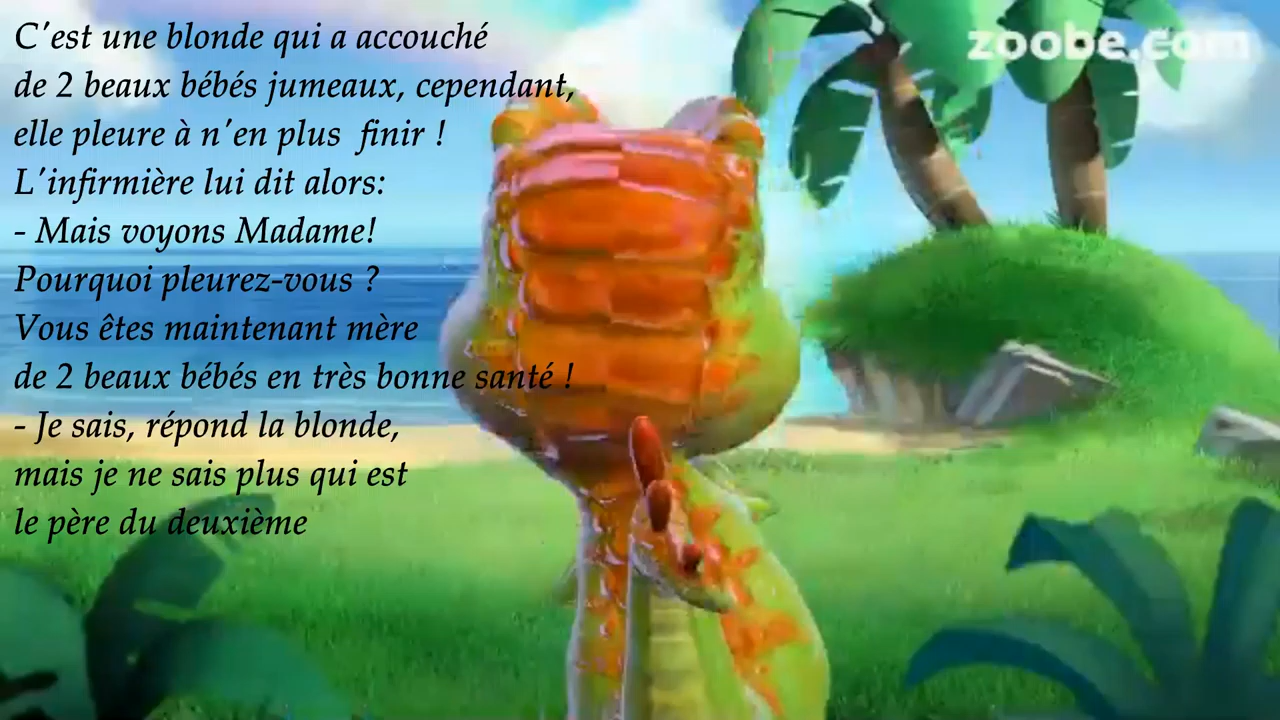 C'est une blonde qui a accouché
de 2 beaux bébés jumeaux, cependant,
elle pleure à n'en plus finir !
L'infirmière lui dit alors:
- Mais voyons Madame!
Pourquoi pleurez-vous ?
Vous êtes maintenant mère
de 2 beaux bébés en très bonne santé !
- Je sais, répond la blonde,
mais je ne sais plus qui est
le père du deuxième
zoobe.com